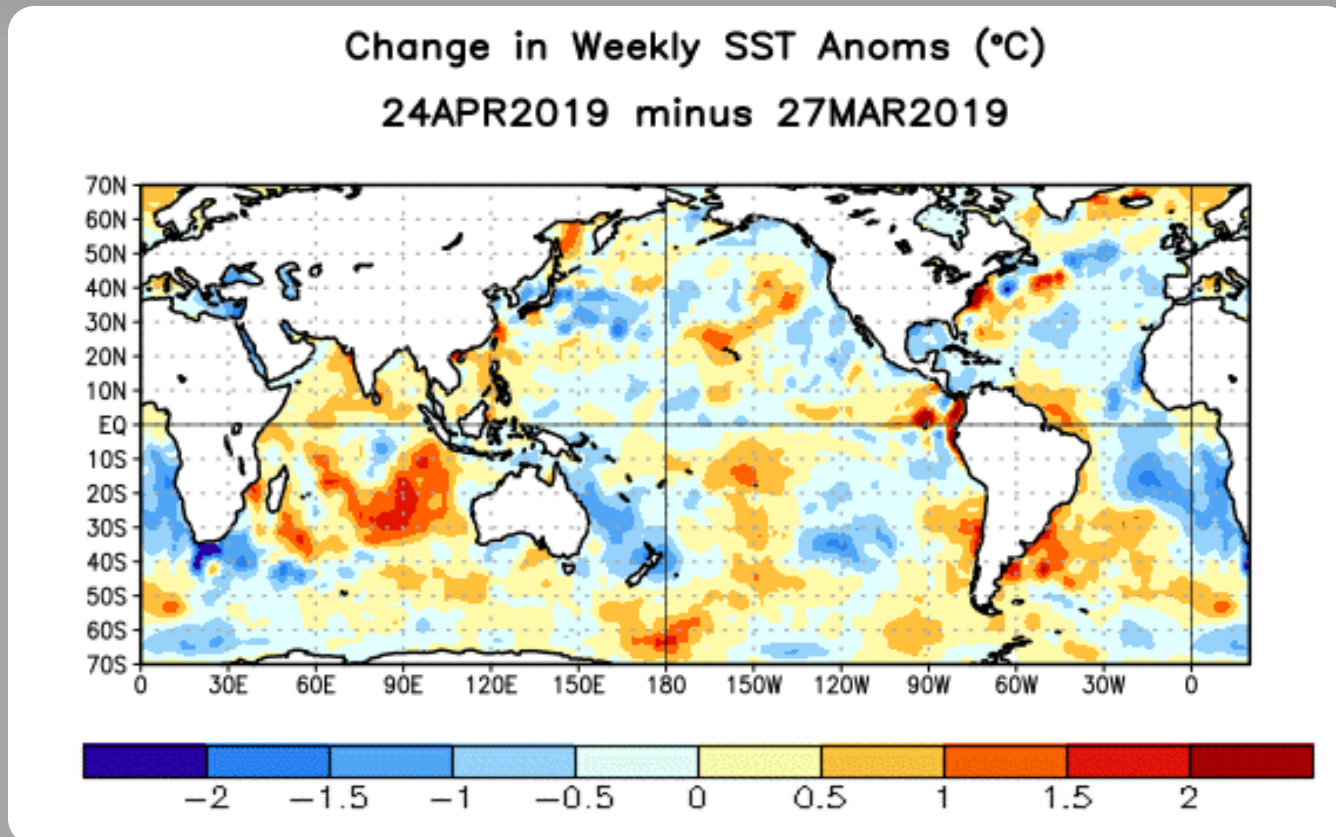 Change in Weekly SST Anoms (°C)
24APR2019 minus 27MAR2019
70N
60N
50N
40N
30N
20N
10N
EQ
10S
20S
30S
40S
50S
60S
70S
0 30E 60E 90E 120E 150E 180 150W 120W 90W 60W 30W 0
−2 −1.5 −1 −0.5 0 0.5 1 1.5 2